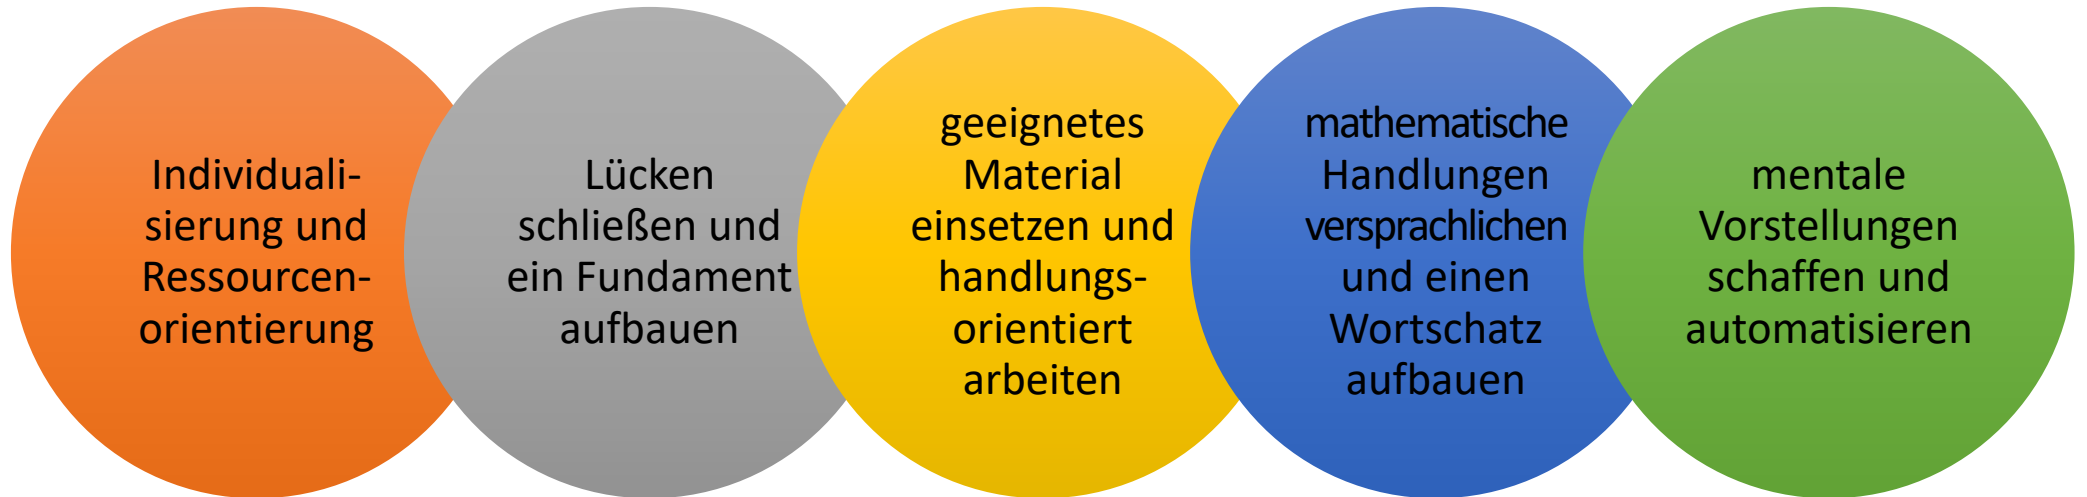 Individuali-
sierung und
Ressourcen-
orientierung
Lücken
schließen und
ein Fundament
aufbauen
geeignetes
Material
einsetzen und
handlungs-
orientiert
arbeiten
mathematische
Handlungen
versprachlichen
und einen
Wortschatz
aufbauen
mentale
Vorstellungen
schaffen und
automatisieren